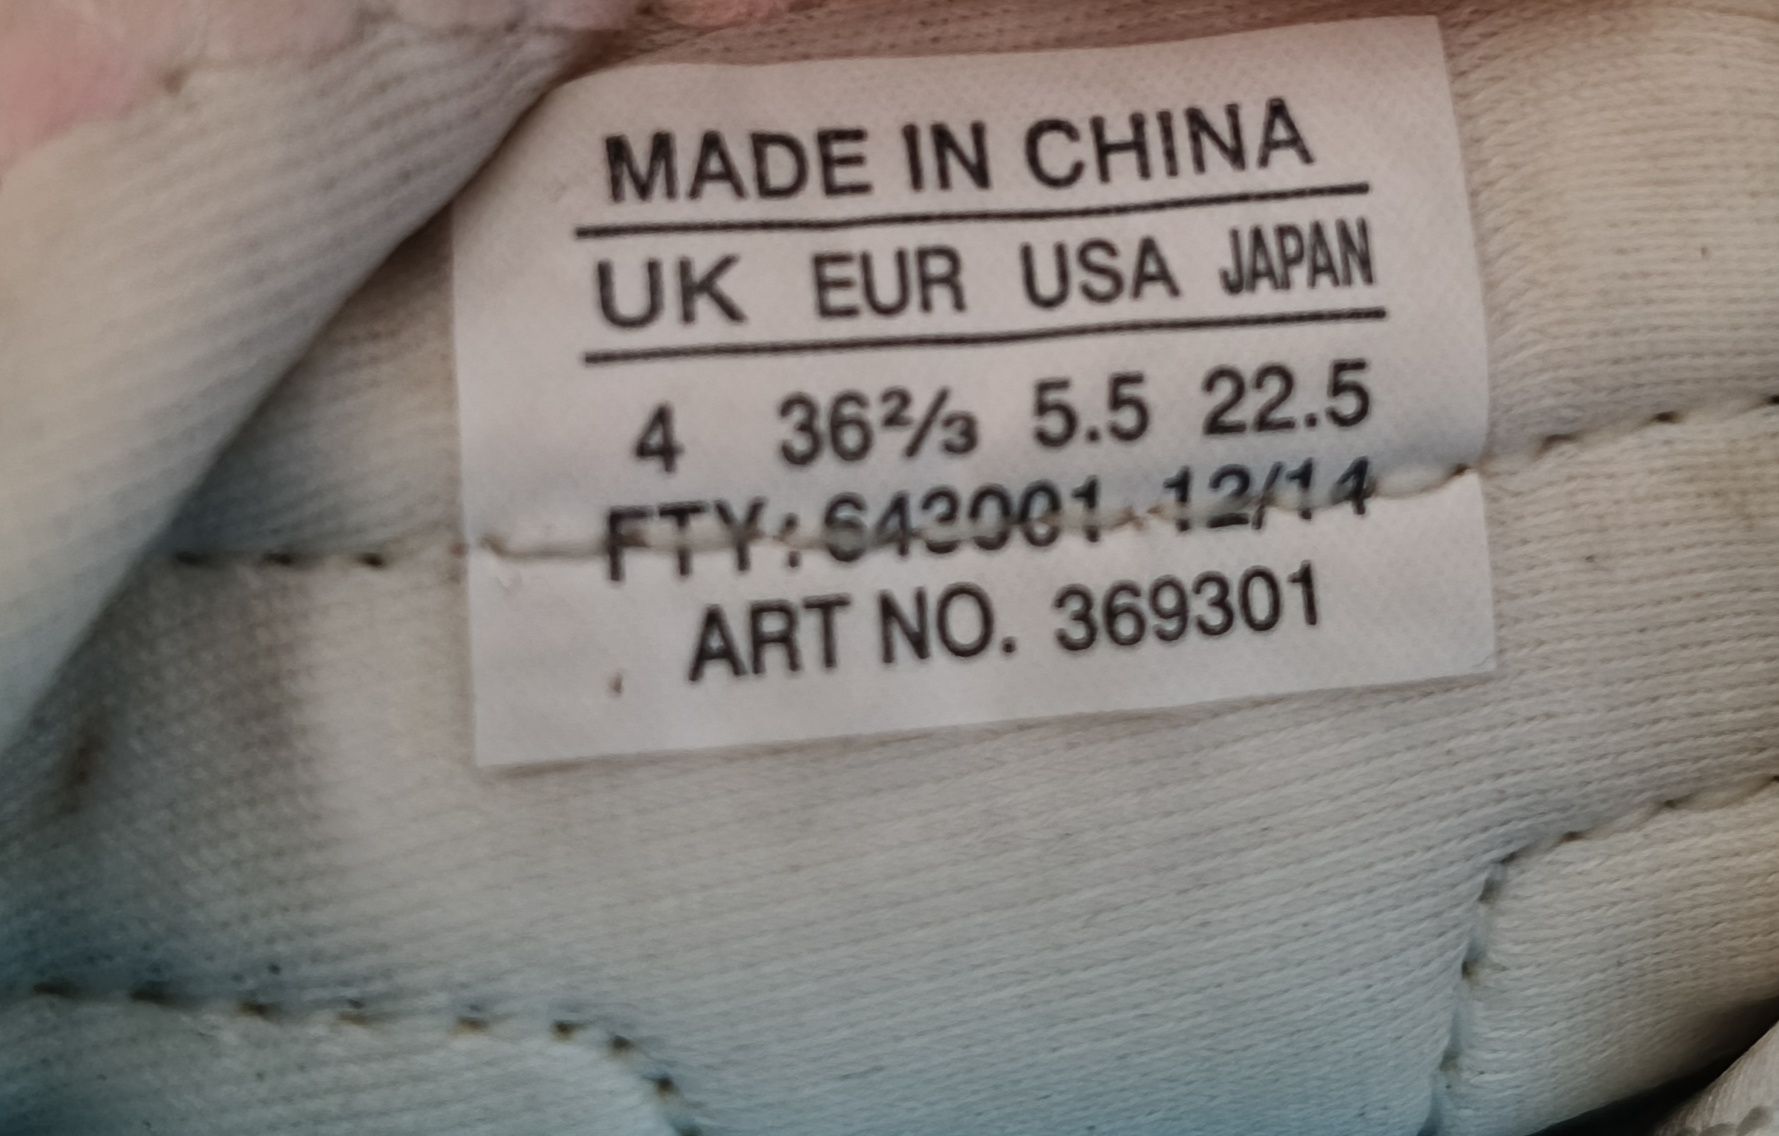 MADE IN CHINA
UK EUR USA JAPAN
4 36⅔ 5.5 22.5
FTY: 643001 12/14
ART NO. 369301